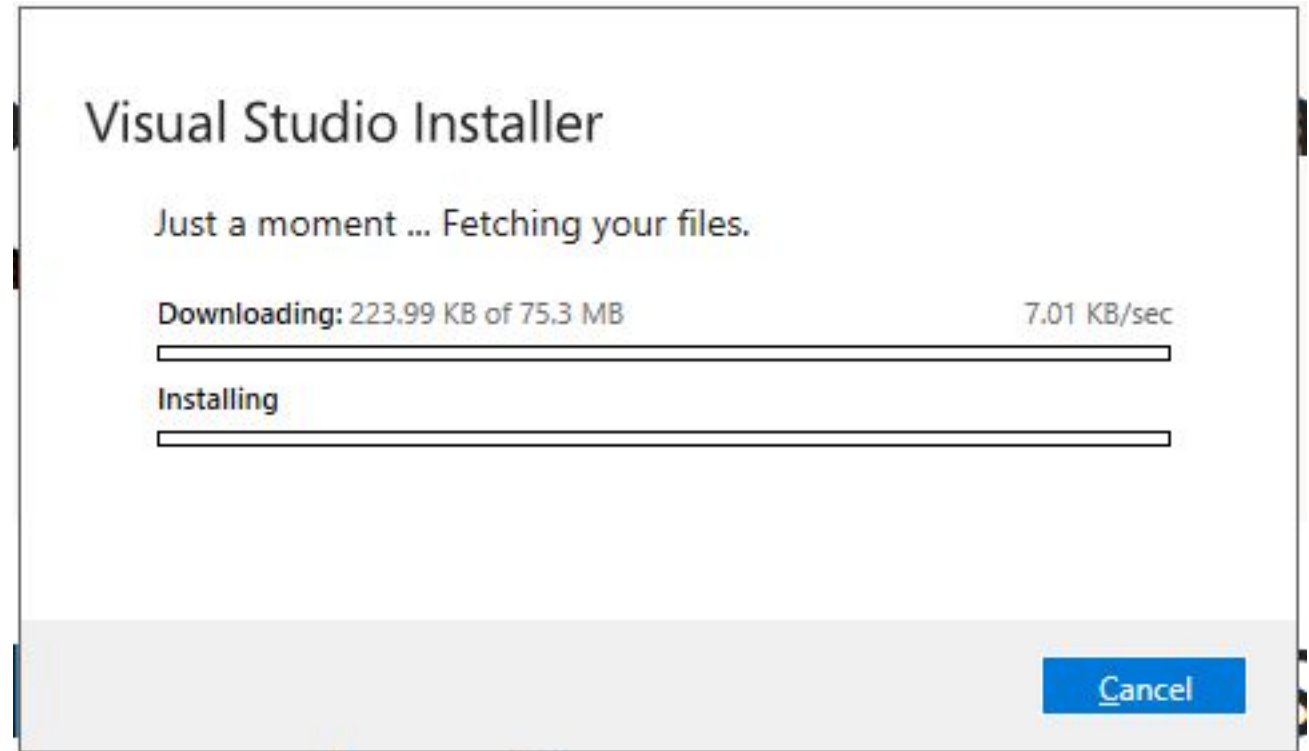 Visual Studio Installer
Just a moment ... Fetching your files.
Downloading: 223.99 KB of 75.3 MB 7.01 KB/sec
Installing
Cancel